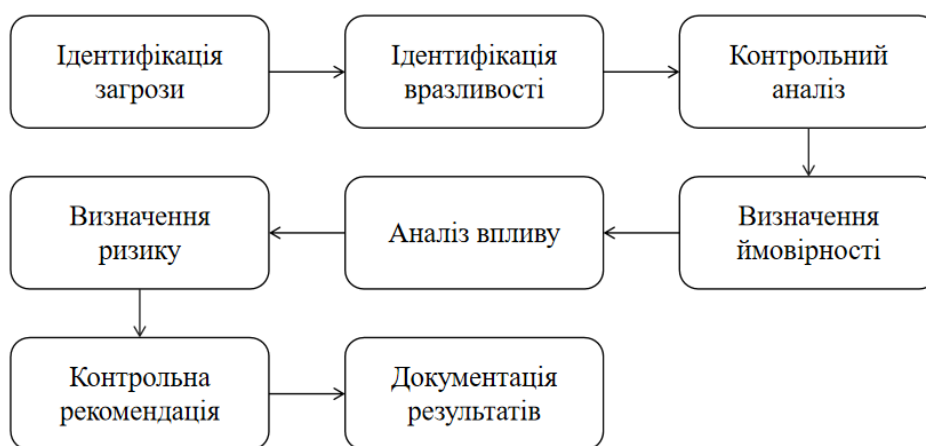 Ідентифікація
загрози
Ідентифікація
вразливості
Контрольний
аналіз
Визначення
ризику
Аналіз впливу
Визначення
ймовірності
Контрольна
рекомендація
Документація
результатів